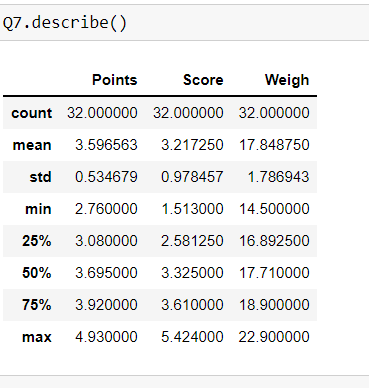 Q7.describe()
Points Score Weigh
count 32.000000 32.000000 32.000000
mean 3.596563 3.217250 17.848750
std 0.534679 0.978457 1.786943
min 2.760000 1.513000 14.500000
25% 3.080000 2.581250 16.892500
50% 3.695000 3.325000 17.710000
75% 3.920000 3.610000 18.900000
max 4.930000 5.424000 22.900000